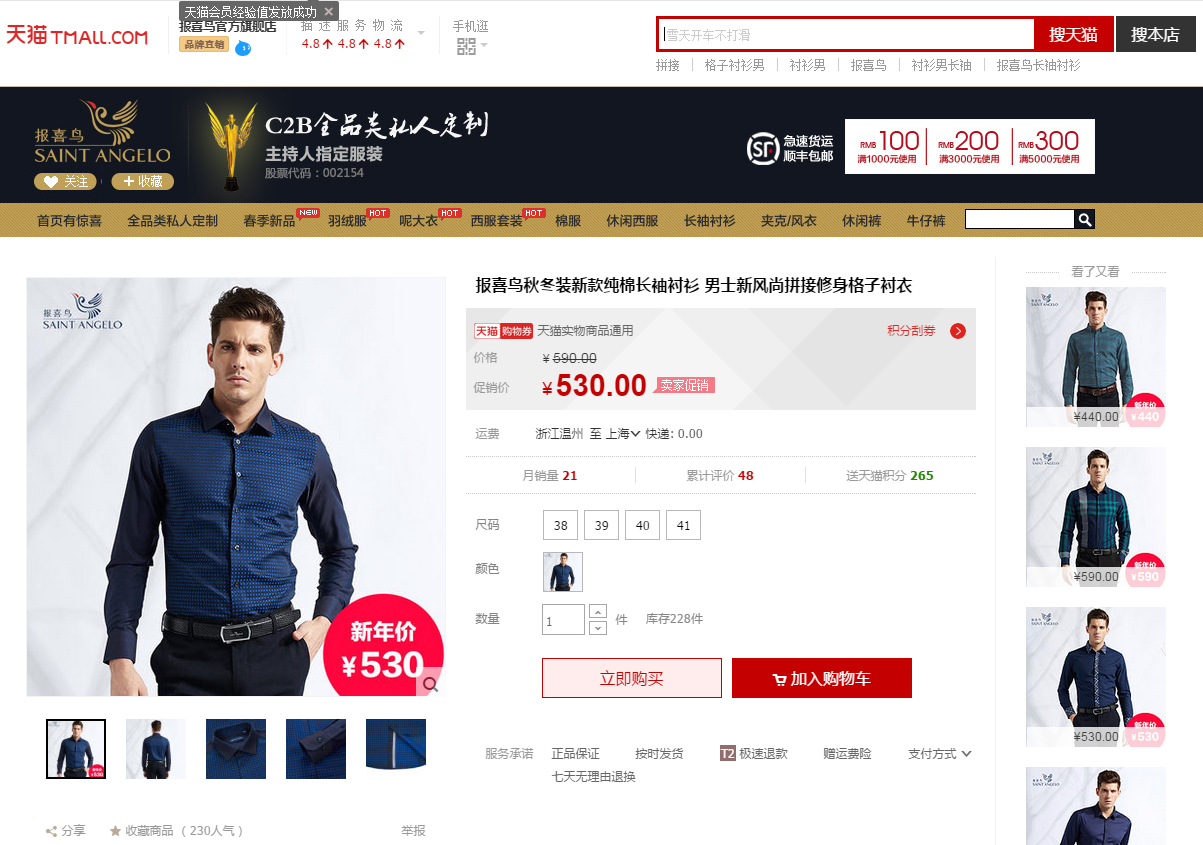 天猫 TMALL.COM
天猫会员经验值发放成功 ×
报喜鸟官方旗舰店
品牌直销
描 述 服 务 物 流
4.8 4.8 4.8
手机逛
雪天开车不打滑
搜天猫
搜本店
拼接 格子衬衫男 衬衫男 报喜鸟 衬衫男长袖 报喜鸟长袖衬衫
报喜鸟
SAINT ANGELO
关注 + 收藏
C2B全品类私人定制
主持人指定服装
股票代码：002154
SF 急速货运
顺丰包邮
RMB 100 RMB 200 RMB 300
满1000元使用 满3000元使用 满5000元使用
首页有惊喜 全品类私人定制 春季新品 NEW 羽绒服 HOT 呢大衣 HOT 西服套装 HOT 棉服 休闲西服 长袖衬衫 夹克/风衣 休闲裤 牛仔裤
报喜鸟
SAINT ANGELO
新年价
¥530
分享 收藏商品 ( 230人气 ) 举报
报喜鸟秋冬装新款纯棉长袖衬衫 男士新风尚拼接修身格子衬衣
天猫 购物券 天猫实物商品通用 积分刮券
价格 ¥ 590.00
促销价 ¥ 530.00 卖家促销
运费 浙江温州 至 上海 快递: 0.00
月销量 21 累计评价 48 送天猫积分 265
尺码 38 39 40 41
颜色
数量 1 件 库存228件
立即购买 加入购物车
服务承诺 正品保证 按时发货 T2 极速退款 赠运费险 支付方式
七天无理由退换
看了又看
¥440.00
新年价
¥440
¥590.00
新年价
¥590
¥530.00
新年价
¥530